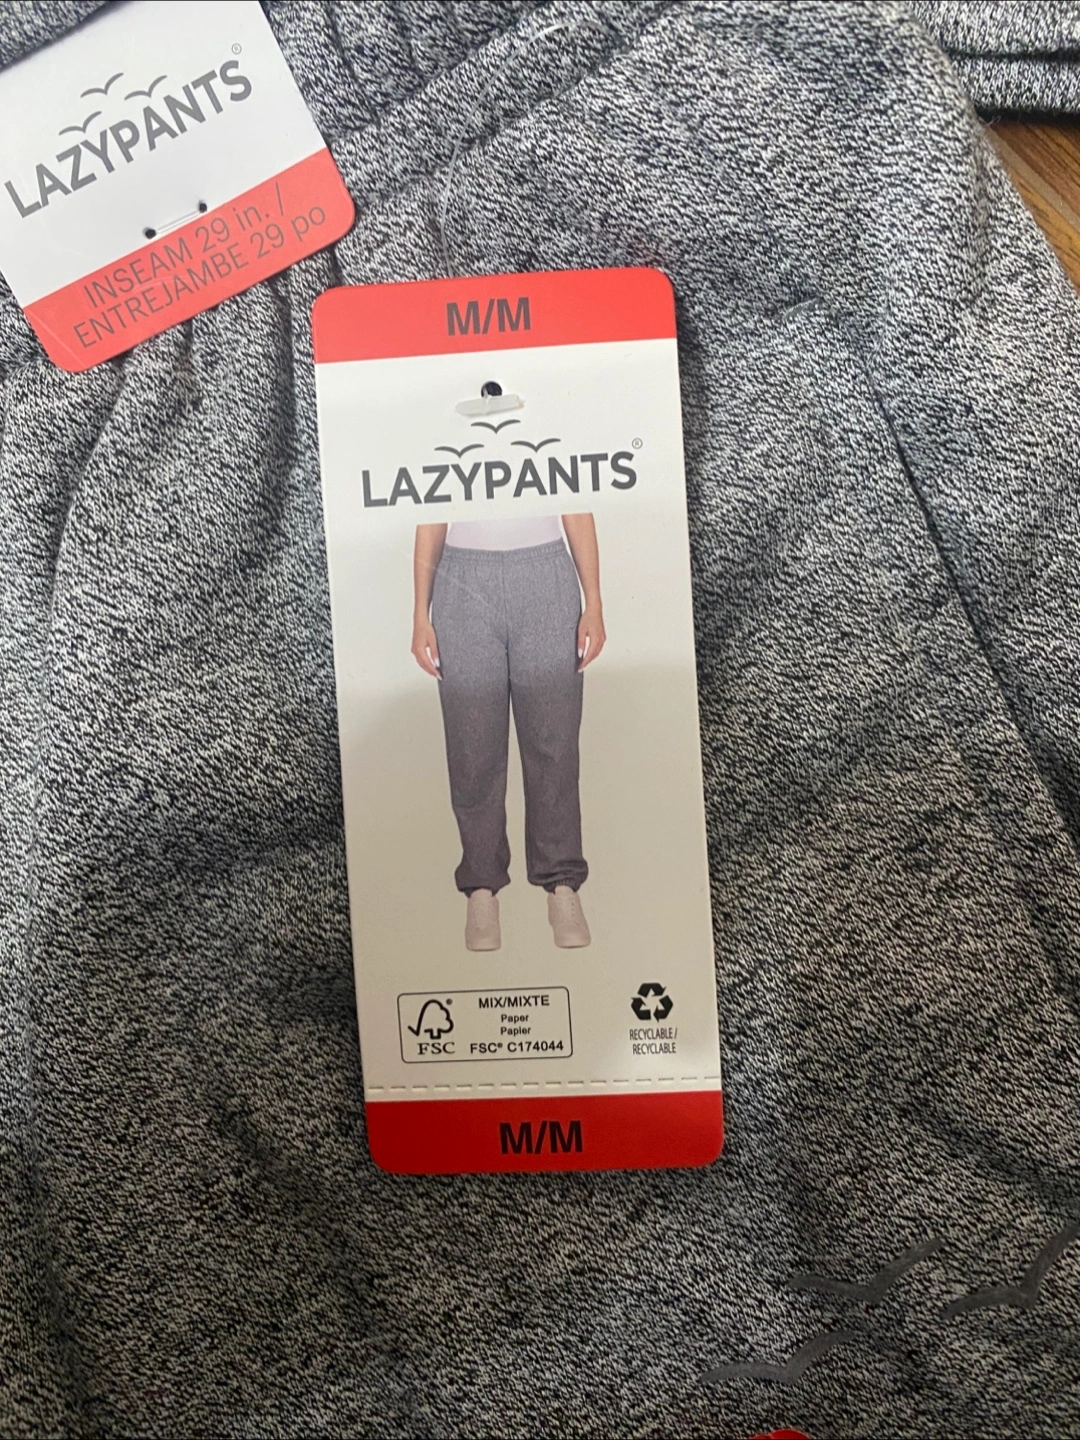 LAZYPANTS®
INSEAM 29 in. /
ENTREJAMBE 29 po
M/M
LAZYPANTS®
MIX/MIXTE
Paper
Papier
FSC® C174044
FSC
®
RECYCLABLE /
RECYCLABLE
M/M